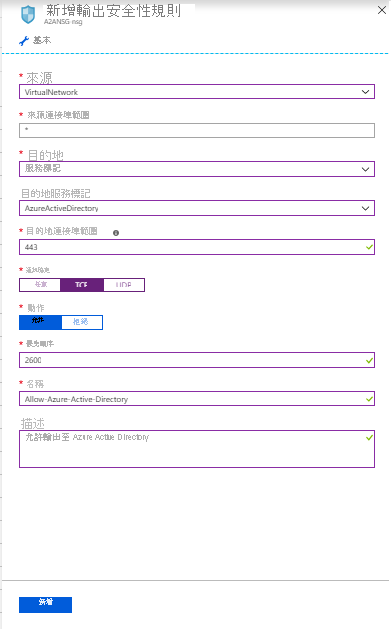 新增輸出安全性規則
A2ANSG-nsg
基本
* 來源
VirtualNetwork
* 來源連接埠範圍
*
* 目的地
服務標記
目的地服務標記
AzureActiveDirectory
* 目的地連接埠範圍
443
* 通訊協定
任意 TCP UDP
* 動作
允許 拒絕
* 優先順序
2600
* 名稱
Allow-Azure-Active-Directory
描述
允許輸出至 Azure Active Directory
新增